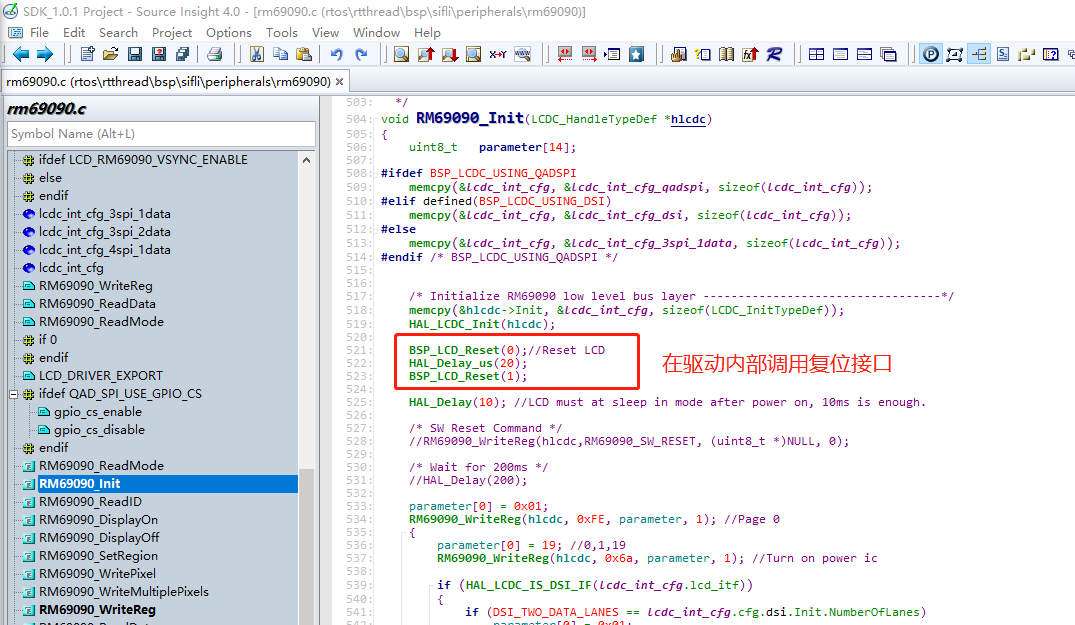 SDK_1.0.1 Project - Source Insight 4.0 - [rm69090.c (rtos\rtthread\bsp\sifli\peripherals\rm69090)]
File Edit Search Project Options Tools View Window Help
rm69090.c (rtos\rtthread\bsp\sifli\peripherals\rm69090)
rm69090.c
Symbol Name (Alt+L)
ifdef LCD_RM69090_VSYNC_ENABLE
else
endif
lcdc_int_cfg_3spi_1data
lcdc_int_cfg_3spi_2data
lcdc_int_cfg_4spi_1data
lcdc_int_cfg
RM69090_WriteReg
RM69090_ReadData
RM69090_ReadMode
if 0
endif
LCD_DRIVER_EXPORT
ifdef QAD_SPI_USE_GPIO_CS
gpio_cs_enable
gpio_cs_disable
endif
RM69090_ReadMode
RM69090_Init
RM69090_ReadID
RM69090_DisplayOn
RM69090_DisplayOff
RM69090_SetRegion
RM69090_WritePixel
RM69090_WriteMultiplePixels
RM69090_WriteReg
503: */
504: void RM69090_Init(LCDC_HandleTypeDef *hlcdc)
505: {
506: uint8_t parameter[14];
507:
508: #ifdef BSP_LCDC_USING_QADSPI
509: memcpy(&lcdc_int_cfg, &lcdc_int_cfg_qadspi, sizeof(lcdc_int_cfg));
510: #elif defined(BSP_LCDC_USING_DSI)
511: memcpy(&lcdc_int_cfg, &lcdc_int_cfg_dsi, sizeof(lcdc_int_cfg));
512: #else
513: memcpy(&lcdc_int_cfg, &lcdc_int_cfg_3spi_1data, sizeof(lcdc_int_cfg));
514: #endif /* BSP_LCDC_USING_QADSPI */
515:
516:
517: /* Initialize RM69090 low level bus layer ----------------------------------*/
518: memcpy(&hlcdc->Init, &lcdc_int_cfg, sizeof(LCDC_InitTypeDef));
519: HAL_LCDC_Init(hlcdc);
520:
521: BSP_LCD_Reset(0);//Reset LCD
522: HAL_Delay_us(20);
523: BSP_LCD_Reset(1);
在驱动内部调用复位接口
524:
525: HAL_Delay(10); //LCD must at sleep in mode after power on, 10ms is enough.
526:
527: /* SW Reset Command */
528: //RM69090_WriteReg(hlcdc,RM69090_SW_RESET, (uint8_t *)NULL, 0);
529:
530: /* Wait for 200ms */
531: //HAL_Delay(200);
532:
533: parameter[0] = 0x01;
534: RM69090_WriteReg(hlcdc, 0xFE, parameter, 1); //Page 0
535: {
536: parameter[0] = 19; //0,1,19
537: RM69090_WriteReg(hlcdc, 0x6a, parameter, 1); //Turn on power ic
538:
539: if (HAL_LCDC_IS_DSI_IF(lcdc_int_cfg.lcd_itf))
540: {
541: if (DSI_TWO_DATA_LANES == lcdc_int_cfg.cfg.dsi.Init.NumberOfLanes)